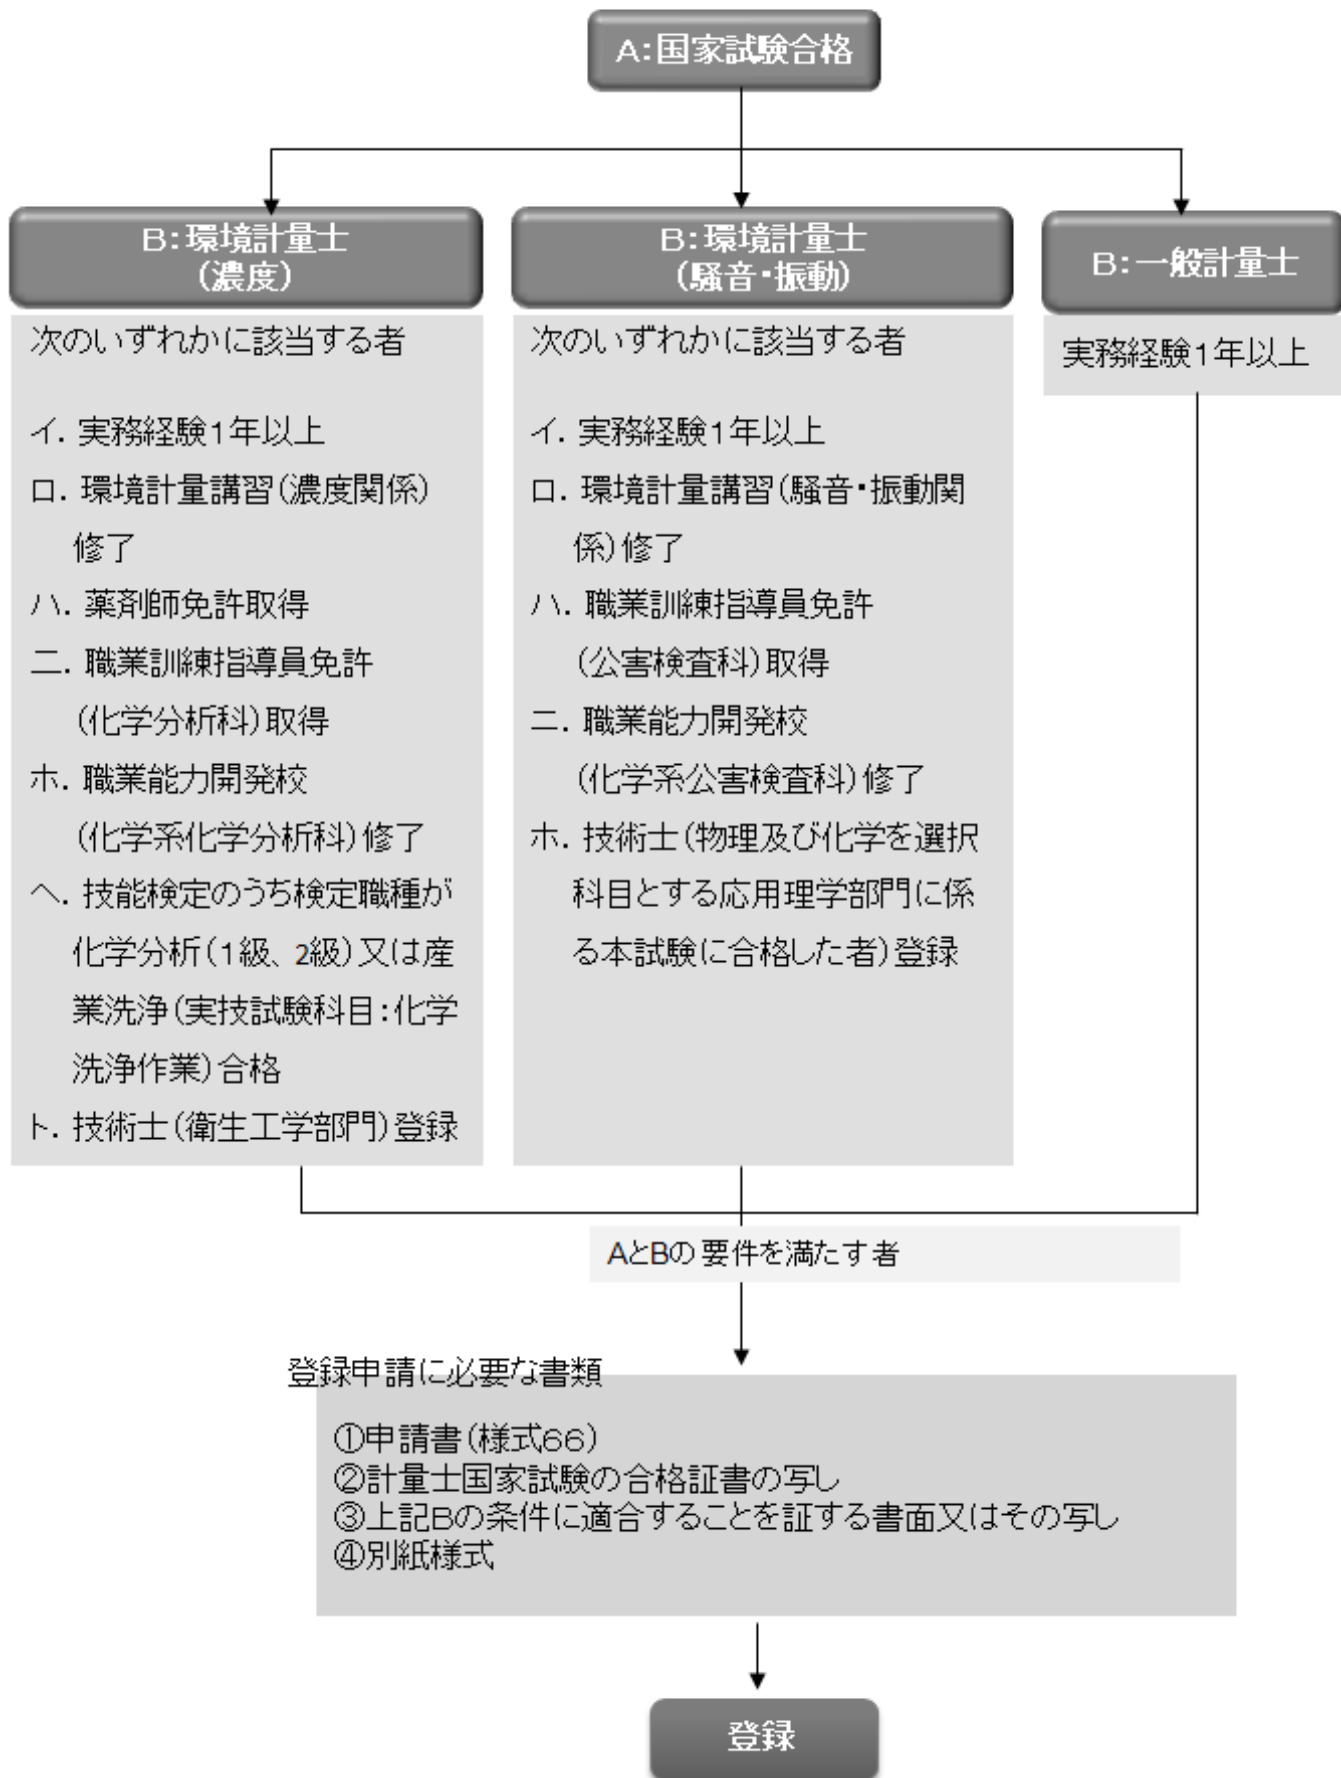 A:国家試験合格
B:環境計量士
(濃度)
次のいずれかに該当する者
イ. 実務経験1年以上
ロ. 環境計量講習(濃度関係)
修了
ハ. 薬剤師免許取得
二. 職業訓練指導員免許
(化学分析科)取得
ホ. 職業能力開発校
(化学系化学分析科)修了
ヘ. 技能検定のうち検定職種が
化学分析(1級、2級)又は産
業洗浄(実技試験科目:化学
洗浄作業)合格
ト. 技術士(衛生工学部門)登録
B:環境計量士
(騒音・振動)
次のいずれかに該当する者
イ. 実務経験1年以上
ロ. 環境計量講習(騒音・振動関
係)修了
ハ. 職業訓練指導員免許
(公害検査科)取得
二. 職業能力開発校
(化学系公害検査科)修了
ホ. 技術士(物理及び化学を選択
科目とする応用理学部門に係
る本試験に合格した者)登録
B:一般計量士
実務経験1年以上
AとBの要件を満たす者
登録申請に必要な書類
①申請書(様式66)
②計量士国家試験の合格証書の写し
③上記Bの条件に適合することを証する書面又はその写し
④別紙様式
登録